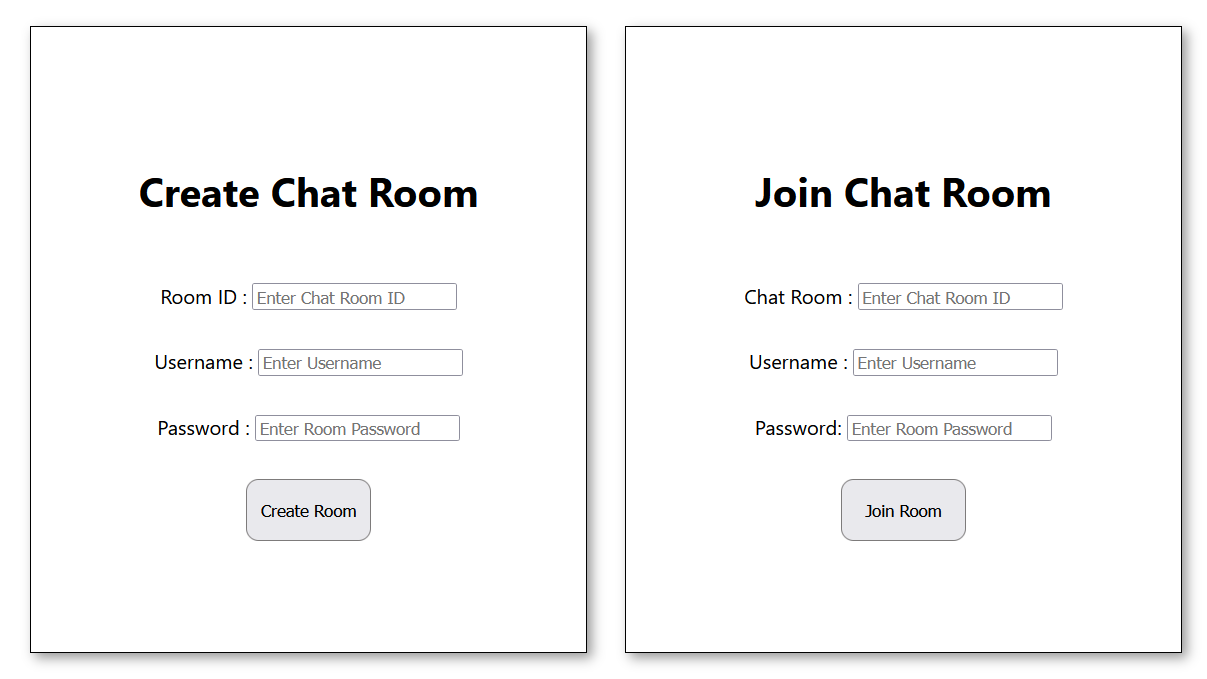 Create Chat Room
Room ID : Enter Chat Room ID
Username : Enter Username
Password : Enter Room Password
Create Room
Join Chat Room
Chat Room : Enter Chat Room ID
Username : Enter Username
Password: Enter Room Password
Join Room